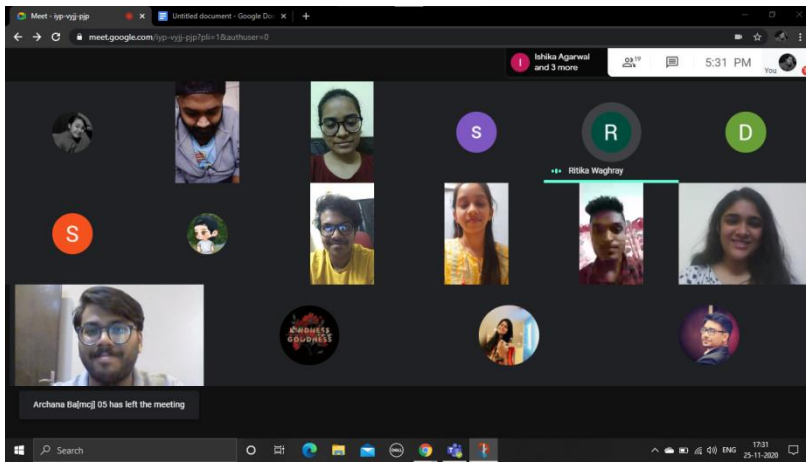 Meet - iyp-vyjj-pjp
Untitled document - Google Do
meet.google.com/iyp-vyjj-pjp?pli=1&authuser=0
I
Ishika Agarwal
and 3 more
19
5:31 PM
You
S
R
D
Ritika Waghray
S
KINDNESS
GOODNESS
Archana Ba[mcj] 05 has left the meeting
Search
DELL
ENG
17:31
25-11-2020